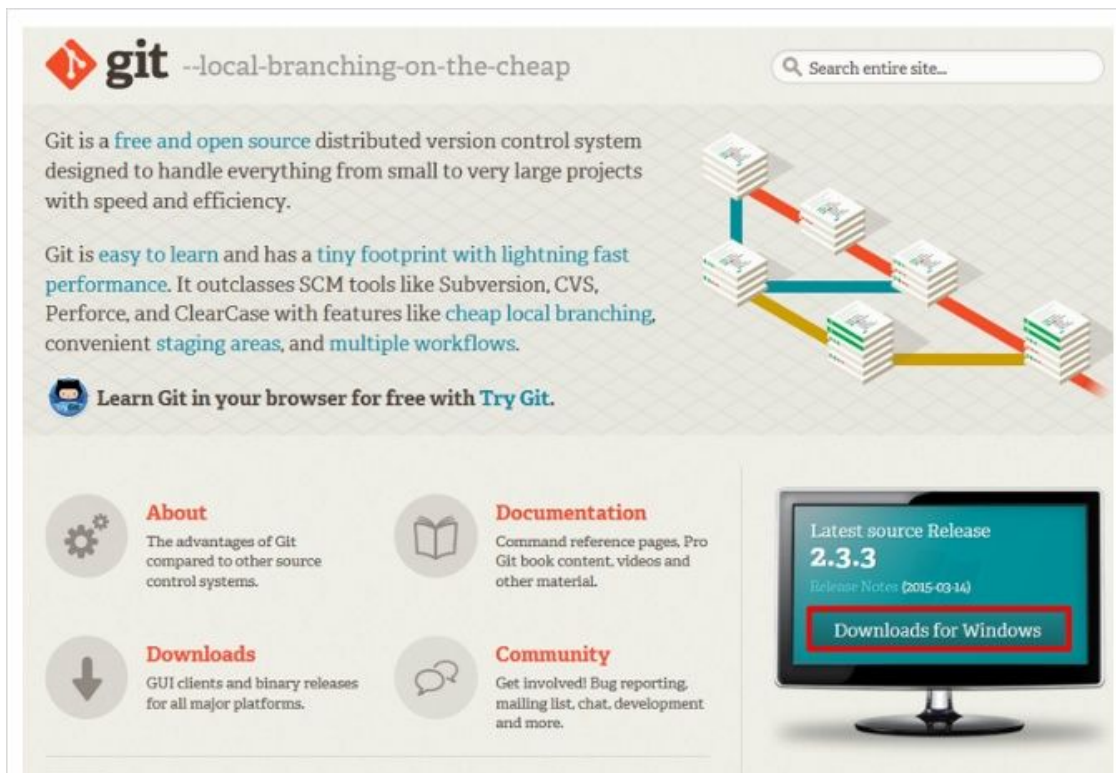 git --local-branching-on-the-cheap
Search entire site...
Git is a free and open source distributed version control system
designed to handle everything from small to very large projects
with speed and efficiency.
Git is easy to learn and has a tiny footprint with lightning fast
performance. It outclasses SCM tools like Subversion, CVS,
Perforce, and ClearCase with features like cheap local branching,
convenient staging areas, and multiple workflows.
Learn Git in your browser for free with Try Git.
About
The advantages of Git
compared to other source
control systems.
Documentation
Command reference pages, Pro
Git book content, videos and
other material.
Downloads
GUI clients and binary releases
for all major platforms.
Community
Get involved! Bug reporting,
mailing list, chat, development
and more.
Latest source Release
2.3.3
Release Notes (2015-03-14)
Downloads for Windows